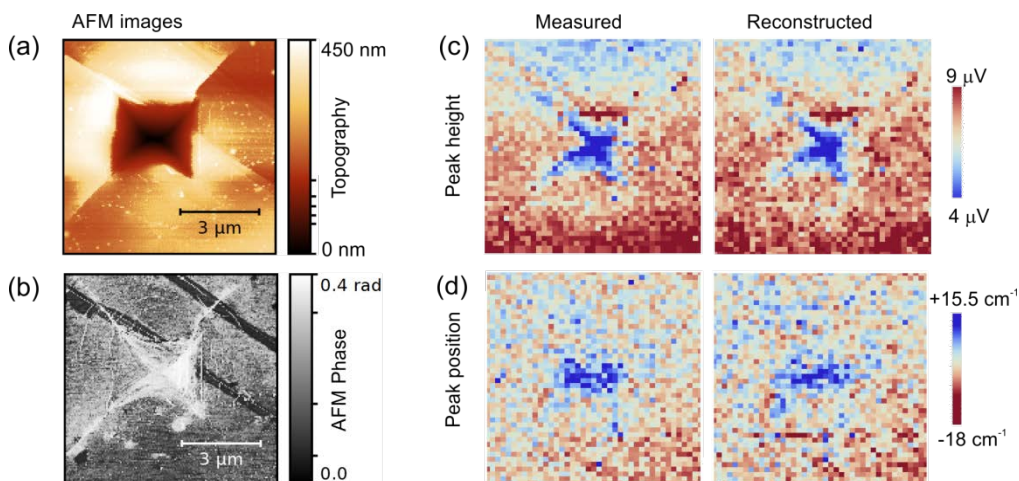 AFM images
Measured
Reconstructed
(a)
450 nm
Topography
3 µm
0 nm
(c)
Peak height
9 µV
4 µV
(b)
0.4 rad
AFM Phase
3 µm
0.0
(d)
Peak position
+15.5 cm⁻¹
-18 cm⁻¹